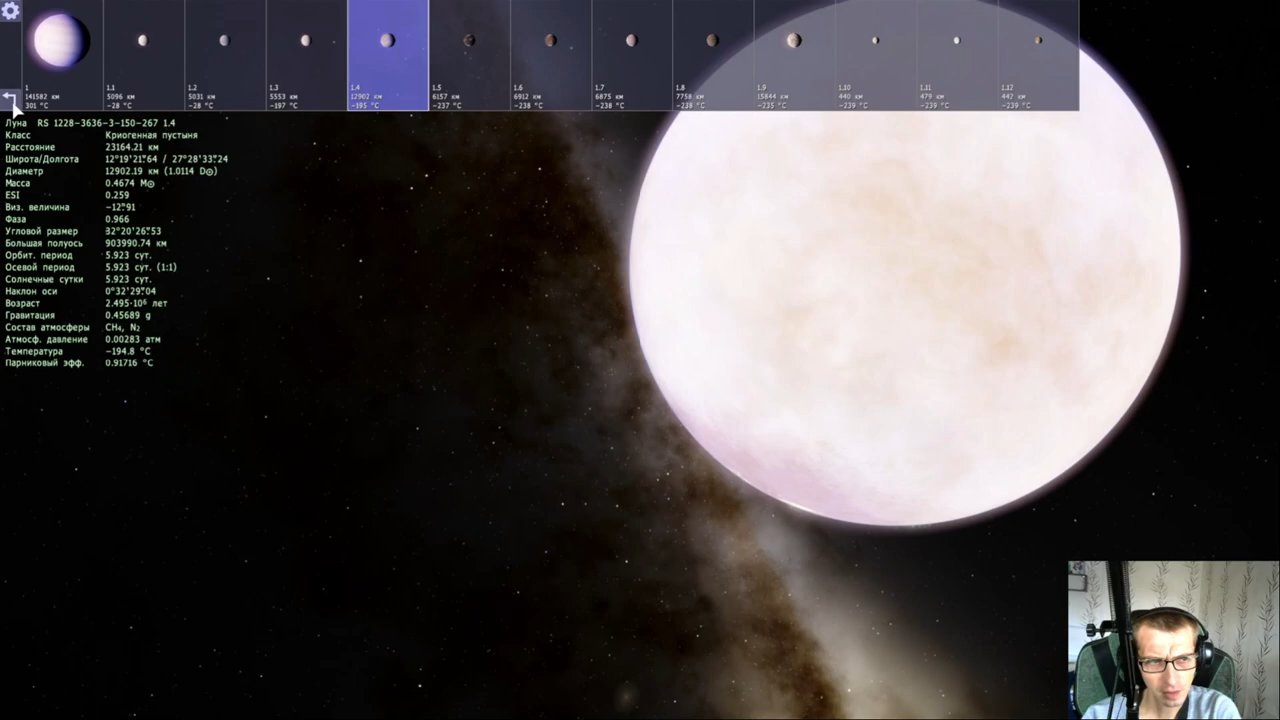 1
141582 км
301 °C
1.1
5096 км
-28 °C
1.2
5031 км
-28 °C
1.3
5553 км
-197 °C
1.4
12902 км
-195 °C
1.5
6157 км
-237 °C
1.6
6912 км
-238 °C
1.7
6875 км
-238 °C
1.8
7758 км
-238 °C
1.9
15844 км
-235 °C
1.10
440 км
-239 °C
1.11
479 км
-239 °C
1.12
442 км
-239 °C
Луна RS 1228-3636-3-150-267 1.4
Класс Криогенная пустыня
Расстояние 23164.21 км
Широта/Долгота 12°19'21".64 / 27°28'33".24
Диаметр 12902.19 км (1.0114 D⊕)
Масса 0.4674 M⊕
ESI 0.259
Виз. величина -12m.91
Фаза 0.966
Угловой размер 32°20'26".53
Большая полуось 903990.74 км
Орбит. период 5.923 сут.
Осевой период 5.923 сут. (1:1)
Солнечные сутки 5.923 сут.
Наклон оси 0°32'29".04
Возраст 2.495·10⁶ лет
Гравитация 0.45689 g
Состав атмосферы CH₄, N₂
Атмосф. давление 0.00283 атм
Температура -194.8 °C
Парниковый эфф. 0.91716 °C